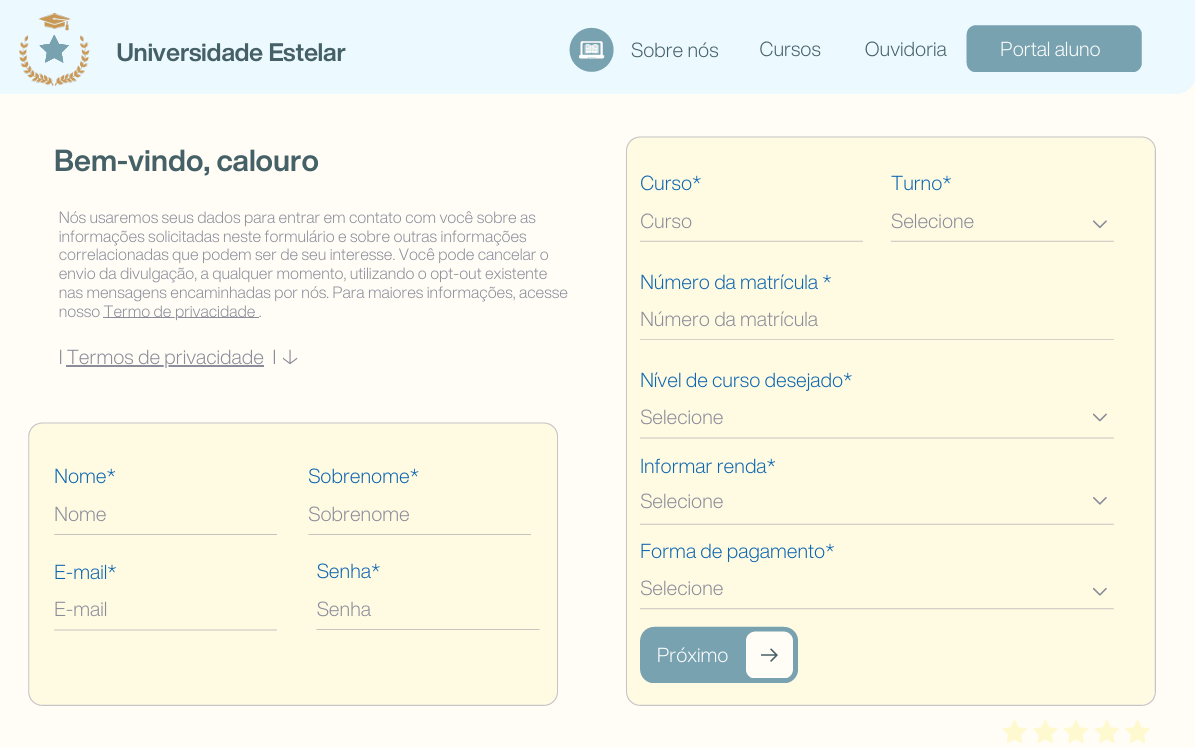 Universidade Estelar
Sobre nós
Cursos
Ouvidoria
Portal aluno
Bem-vindo, calouro
Nós usaremos seus dados para entrar em contato com você sobre as
informações solicitadas neste formulário e sobre outras informações
correlacionadas que podem ser de seu interesse. Você pode cancelar o
envio da divulgação, a qualquer momento, utilizando o opt-out existente
nas mensagens encaminhadas por nós. Para maiores informações, acesse
nosso Termo de privacidade .
| Termos de privacidade | ↓
Nome*
Sobrenome*
Nome
Sobrenome
E-mail*
Senha*
E-mail
Senha
Curso*
Turno*
Curso
Selecione
Número da matrícula *
Número da matrícula
Nível de curso desejado*
Selecione
Informar renda*
Selecione
Forma de pagamento*
Selecione
Próximo →